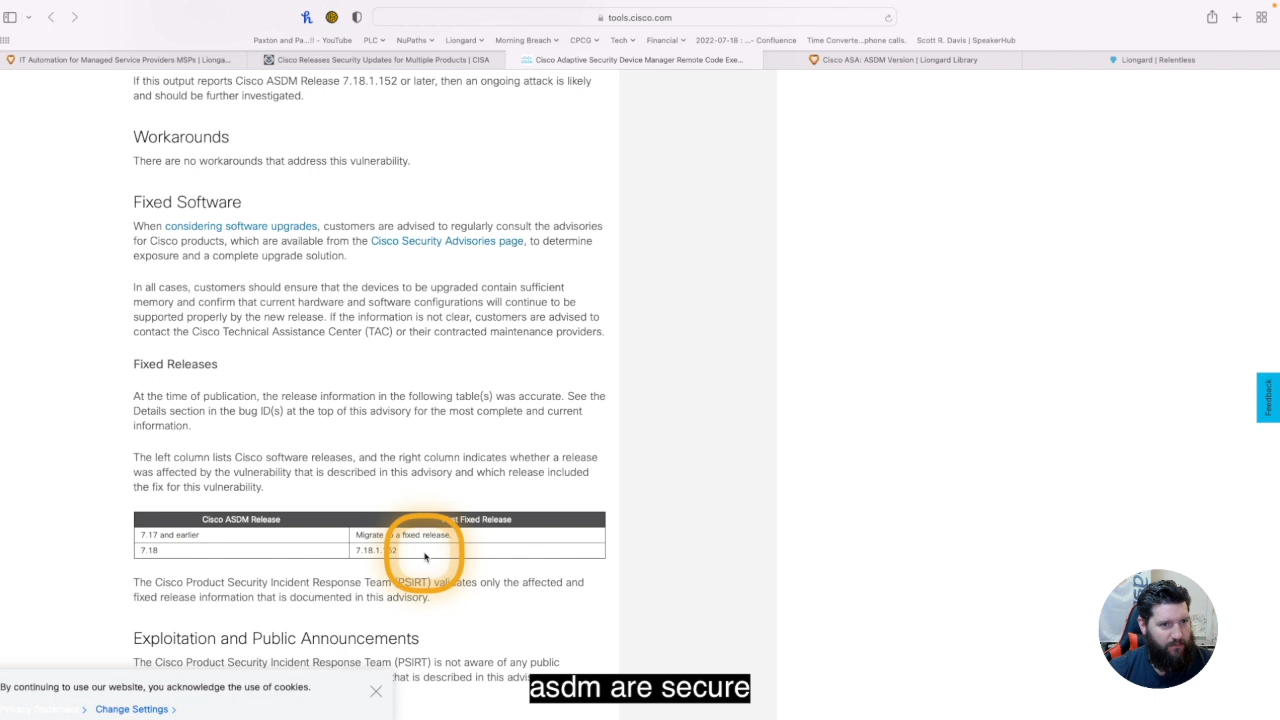 tools.cisco.com
Paxton and Pa...!! - YouTube PLC NuPaths Liongard Morning Breach CPCG Tech Financial 2022-07-18 : ... - Confluence Time Converte...phone calls. Scott R. Davis | SpeakerHub
IT Automation for Managed Service Providers MSPs | Lionga... Cisco Releases Security Updates for Multiple Products | CISA Cisco Adaptive Security Device Manager Remote Code Exe... Cisco ASA: ASDM Version | Liongard Library Liongard | Relentless
If this output reports Cisco ASDM Release 7.18.1.152 or later, then an ongoing attack is likely
and should be further investigated.
Workarounds
There are no workarounds that address this vulnerability.
Fixed Software
When considering software upgrades, customers are advised to regularly consult the advisories
for Cisco products, which are available from the Cisco Security Advisories page, to determine
exposure and a complete upgrade solution.
In all cases, customers should ensure that the devices to be upgraded contain sufficient
memory and confirm that current hardware and software configurations will continue to be
supported properly by the new release. If the information is not clear, customers are advised to
contact the Cisco Technical Assistance Center (TAC) or their contracted maintenance providers.
Fixed Releases
At the time of publication, the release information in the following table(s) was accurate. See the
Details section in the bug ID(s) at the top of this advisory for the most complete and current
information.
The left column lists Cisco software releases, and the right column indicates whether a release
was affected by the vulnerability that is described in this advisory and which release included
the fix for this vulnerability.
Cisco ASDM Release Fixed Release
7.17 and earlier Migrate to a fixed release.
7.18 7.18.1.152
The Cisco Product Security Incident Response Team (PSIRT) validates only the affected and
fixed release information that is documented in this advisory.
Exploitation and Public Announcements
The Cisco Product Security Incident Response Team (PSIRT) is not aware of any public
that is described in this
By continuing to use our website, you acknowledge the use of cookies.
Privacy Statement > Change Settings >
Feedback
asdm are secure